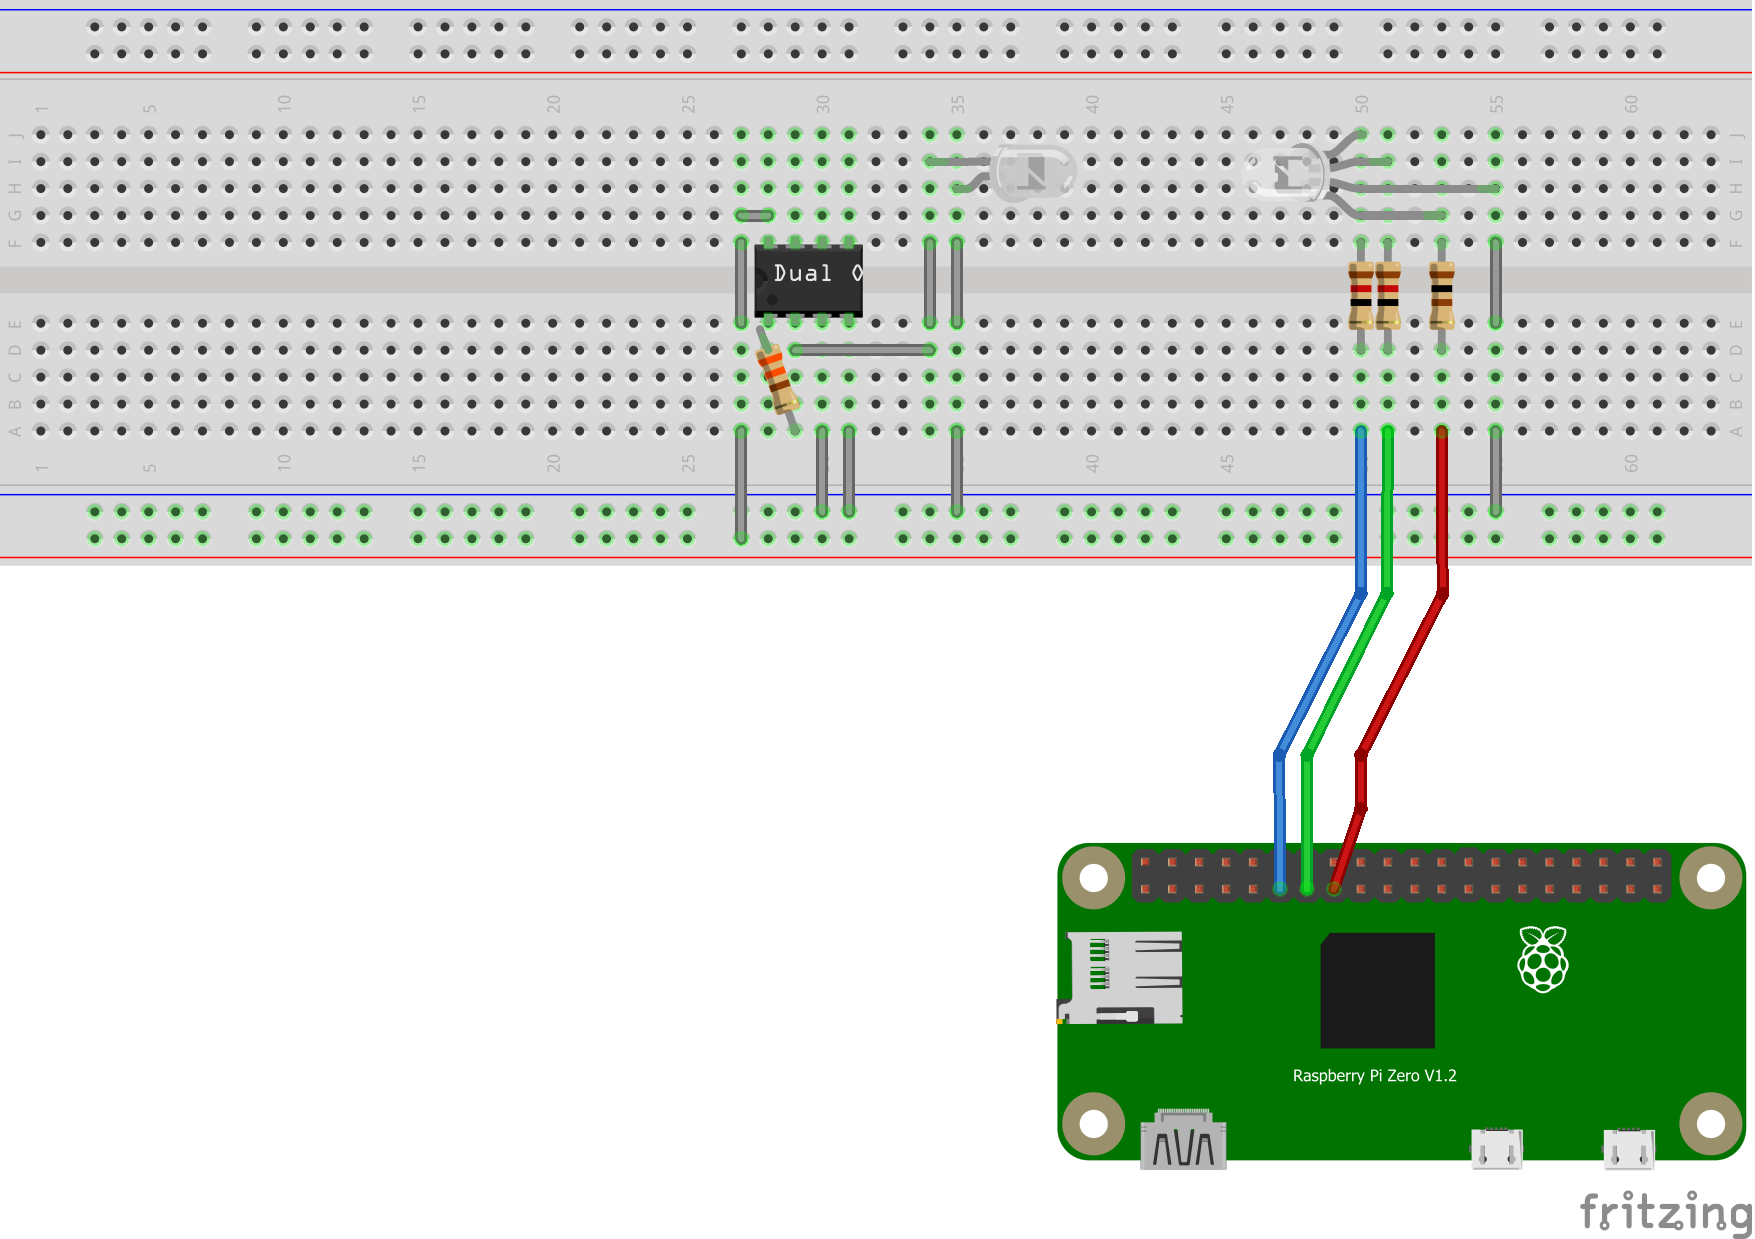 1 5 10 15 20 25 30 35 40 45 50 55 60
J J
I I
H H
G G
F F
Dual O
E E
D D
C C
B B
A A
1 5 10 15 20 25 40 45 60
Raspberry Pi Zero V1.2
fritzing